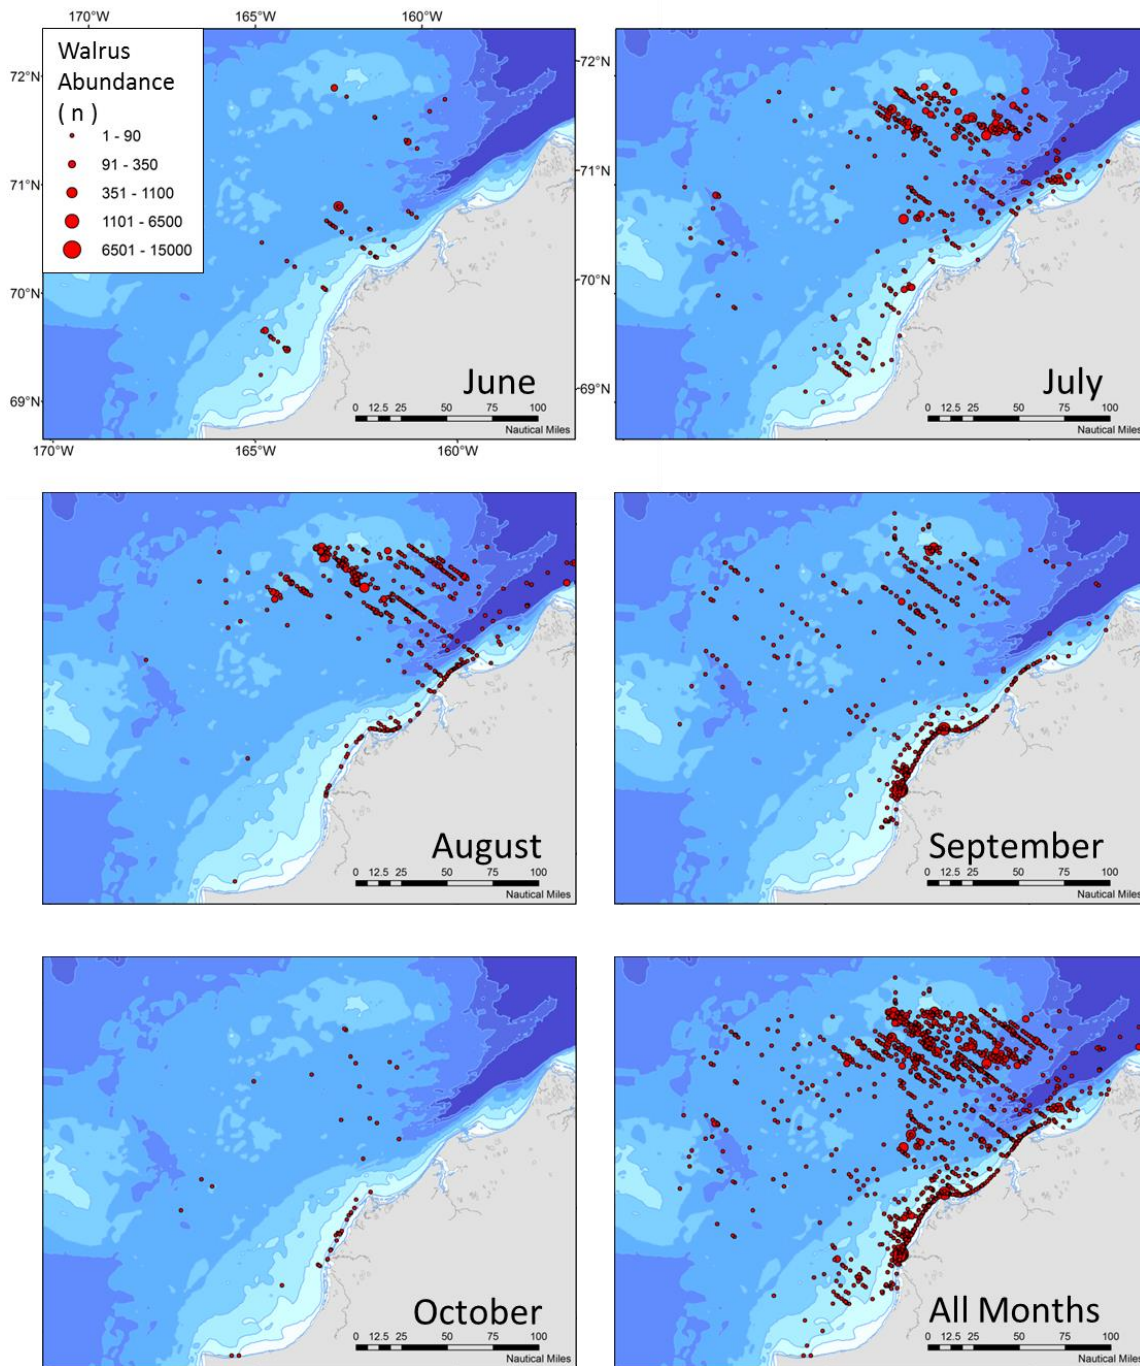 170°W 165°W 160°W
Walrus
Abundance
( n )
1 - 90
91 - 350
351 - 1100
1101 - 6500
6501 - 15000
72°N
71°N
70°N
69°N
June
0 12.5 25 50 75 100
Nautical Miles
170°W 165°W 160°W
72°N
71°N
70°N
69°N
July
0 12.5 25 50 75 100
Nautical Miles
August
0 12.5 25 50 75 100
Nautical Miles
September
0 12.5 25 50 75 100
Nautical Miles
October
0 12.5 25 50 75 100
Nautical Miles
All Months
0 12.5 25 50 75 100
Nautical Miles